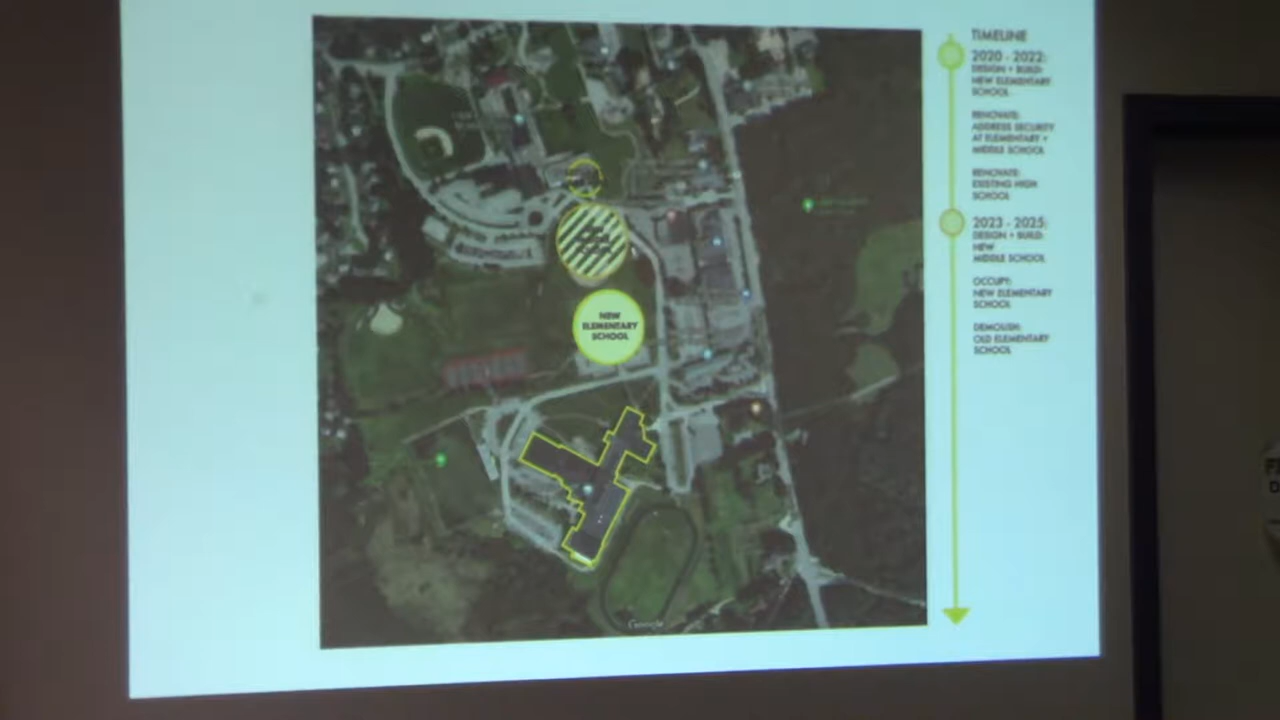 TIMELINE
2020 - 2022:
DESIGN + BUILD:
NEW ELEMENTARY
SCHOOL
RENOVATE:
ADDRESS SECURITY
AT ELEMENTARY +
MIDDLE SCHOOL
RENOVATE:
EXISTING HIGH
SCHOOL
2023 - 2025:
DESIGN + BUILD:
NEW
MIDDLE SCHOOL
OCCUPY:
NEW ELEMENTARY
SCHOOL
DEMOLISH:
OLD ELEMENTARY
SCHOOL
NEW
ELEMENTARY
SCHOOL
Google